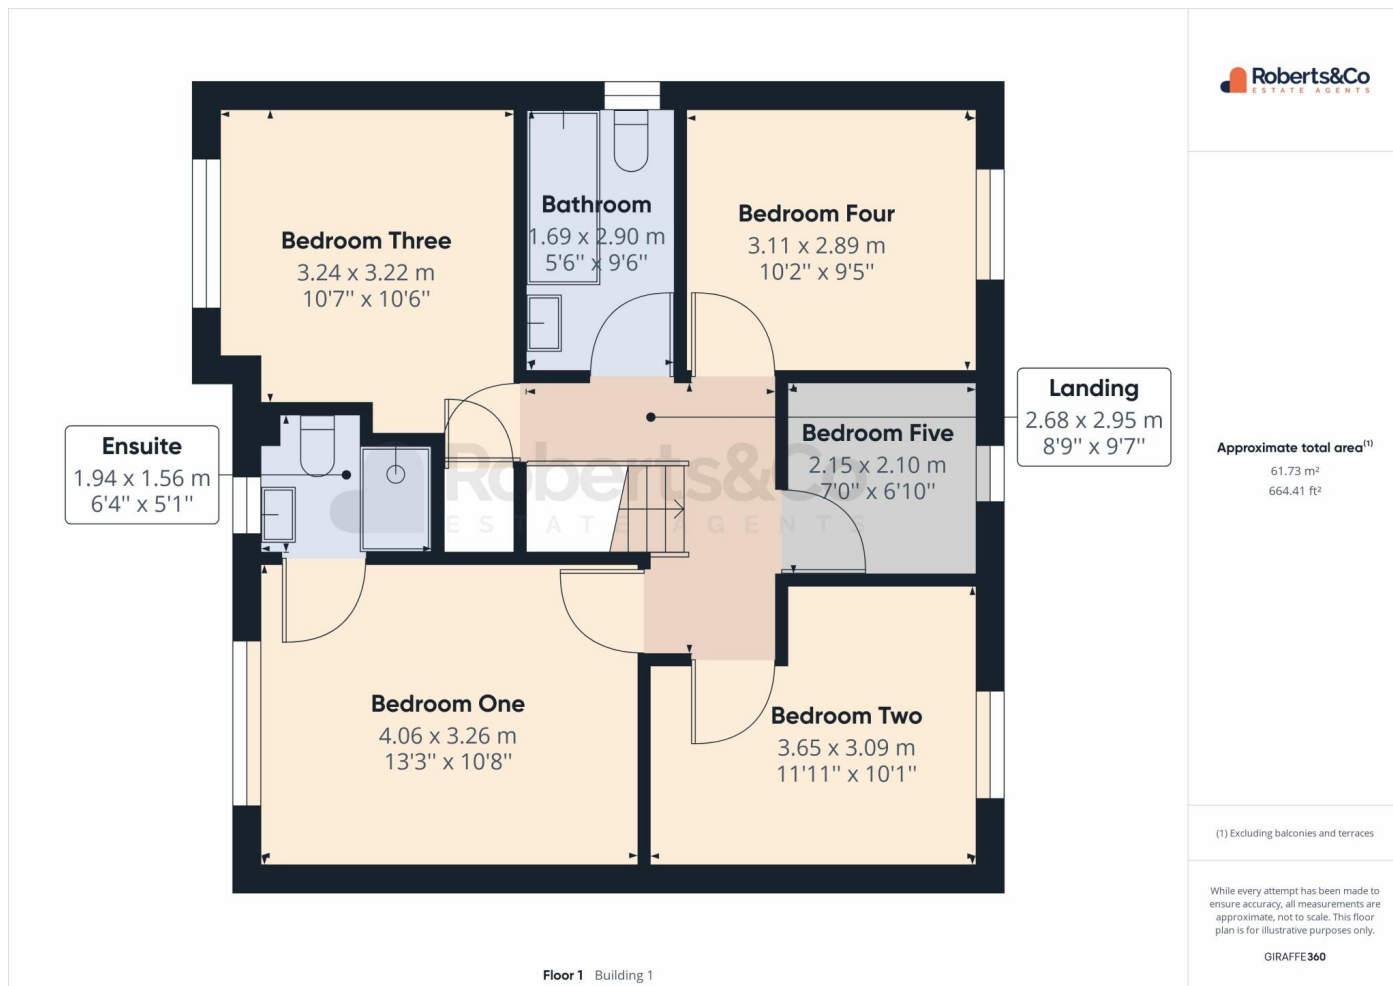 Roberts&Co
ESTATE AGENTS
Bedroom Three
3.24 x 3.22 m
10'7" x 10'6"
Bathroom
1.69 x 2.90 m
5'6" x 9'6"
Bedroom Four
3.11 x 2.89 m
10'2" x 9'5"
Landing
2.68 x 2.95 m
8'9" x 9'7"
Ensuite
1.94 x 1.56 m
6'4" x 5'1"
Bedroom Five
2.15 x 2.10 m
7'0" x 6'10"
Roberts&Co
ESTATE AGENTS
Bedroom One
4.06 x 3.26 m
13'3" x 10'8"
Bedroom Two
3.65 x 3.09 m
11'11" x 10'1"
Floor 1 Building 1
Approximate total area(1)
61.73 m²
664.41 ft²
(1) Excluding balconies and terraces
While every attempt has been made to
ensure accuracy, all measurements are
approximate, not to scale. This floor
plan is for illustrative purposes only.
GIRAFFE360